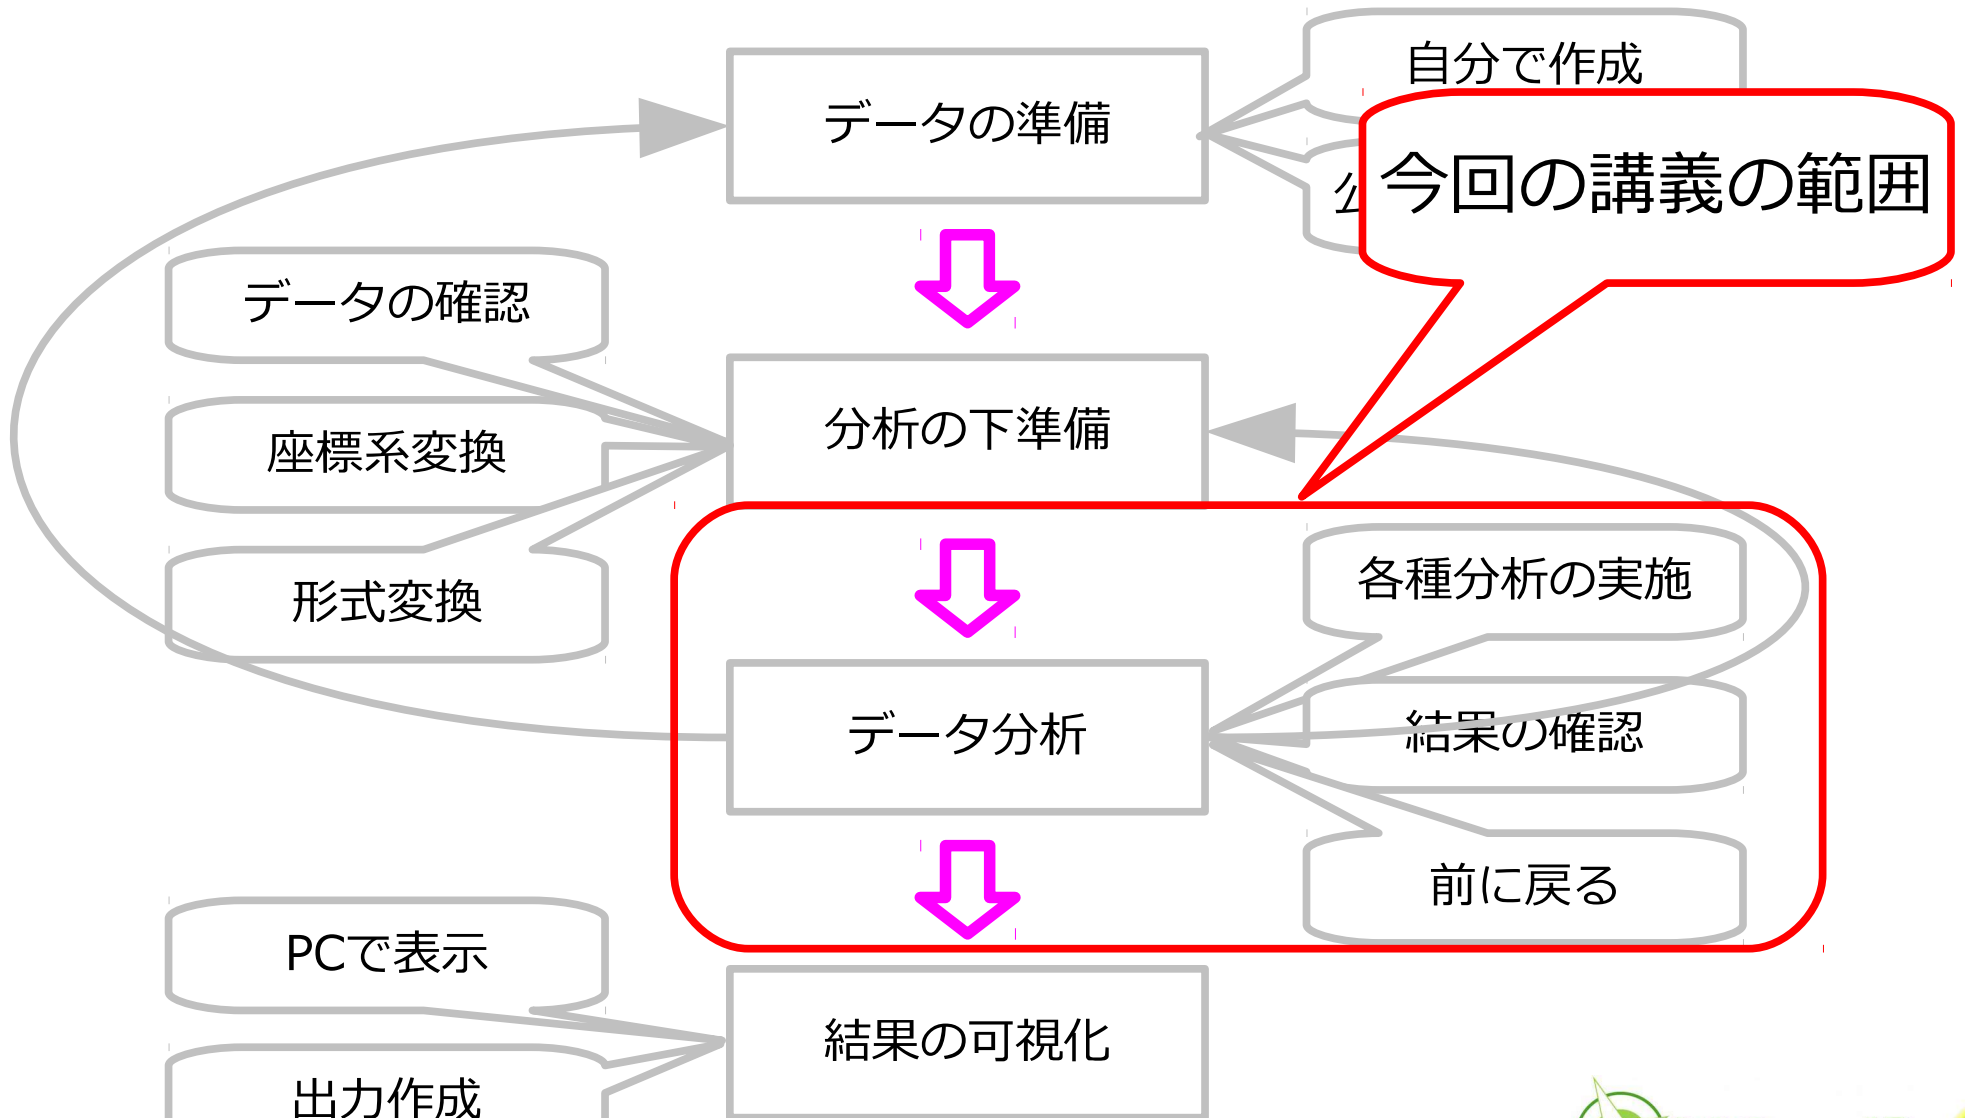 自分で作成
データの準備
公
今回の講義の範囲
データの確認
分析の下準備
座標系変換
形式変換
各種分析の実施
データ分析
結果の確認
前に戻る
PCで表示
結果の可視化
出力作成